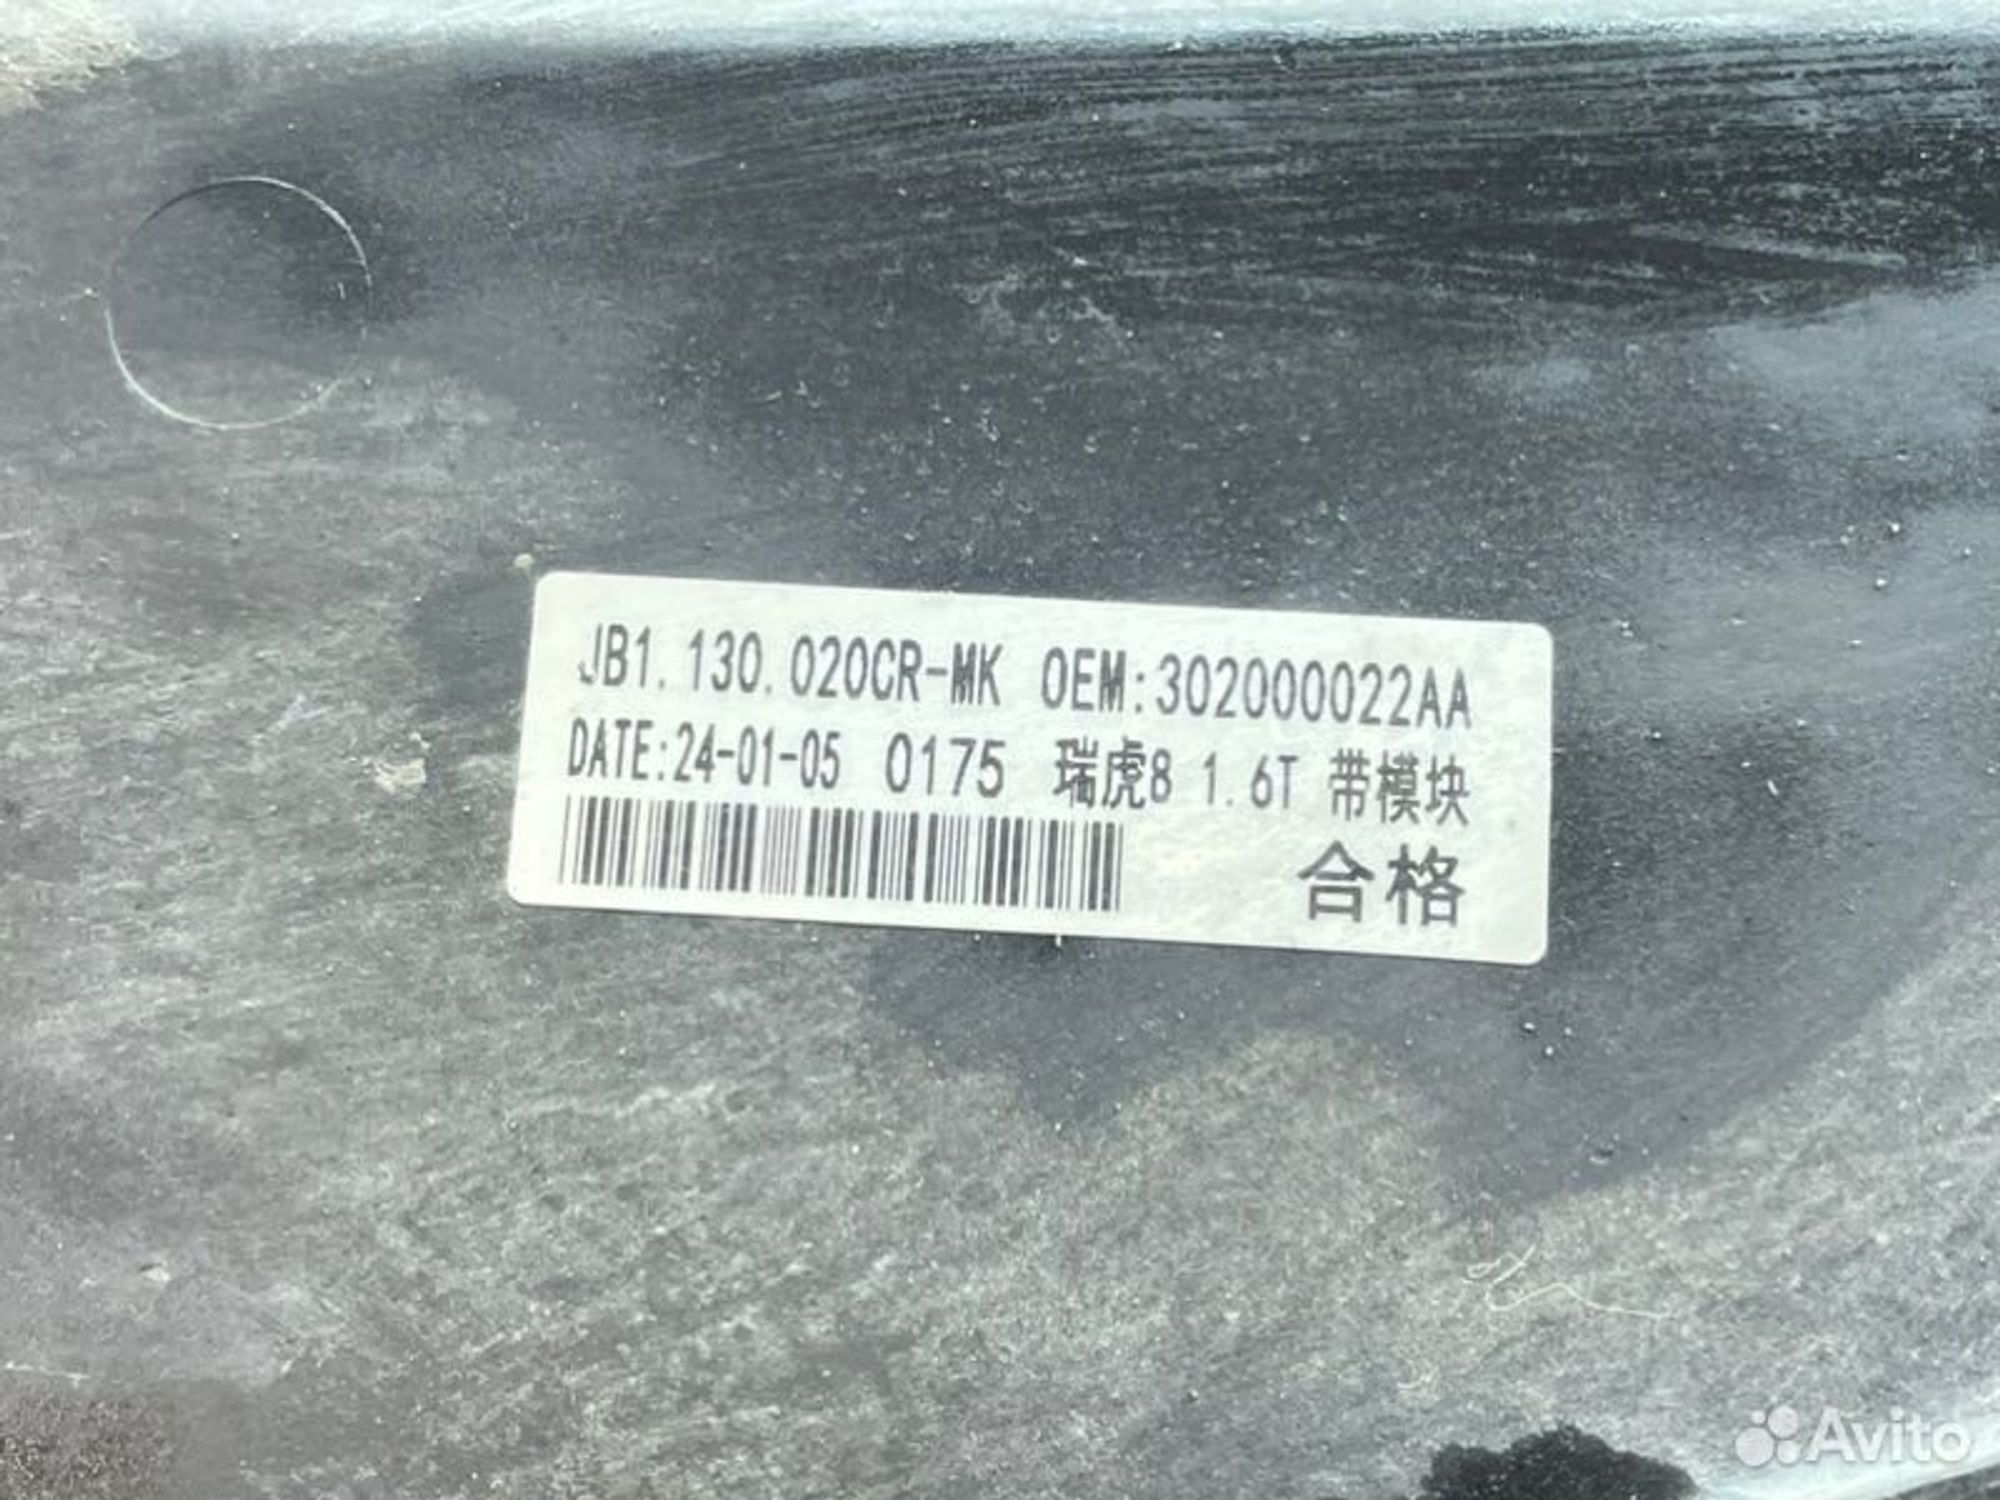 JB1.130.020CR-MK OEM:302000022AA
DATE:24-01-05 0175 瑞虎8 1.6T 带模块
合格
Avito